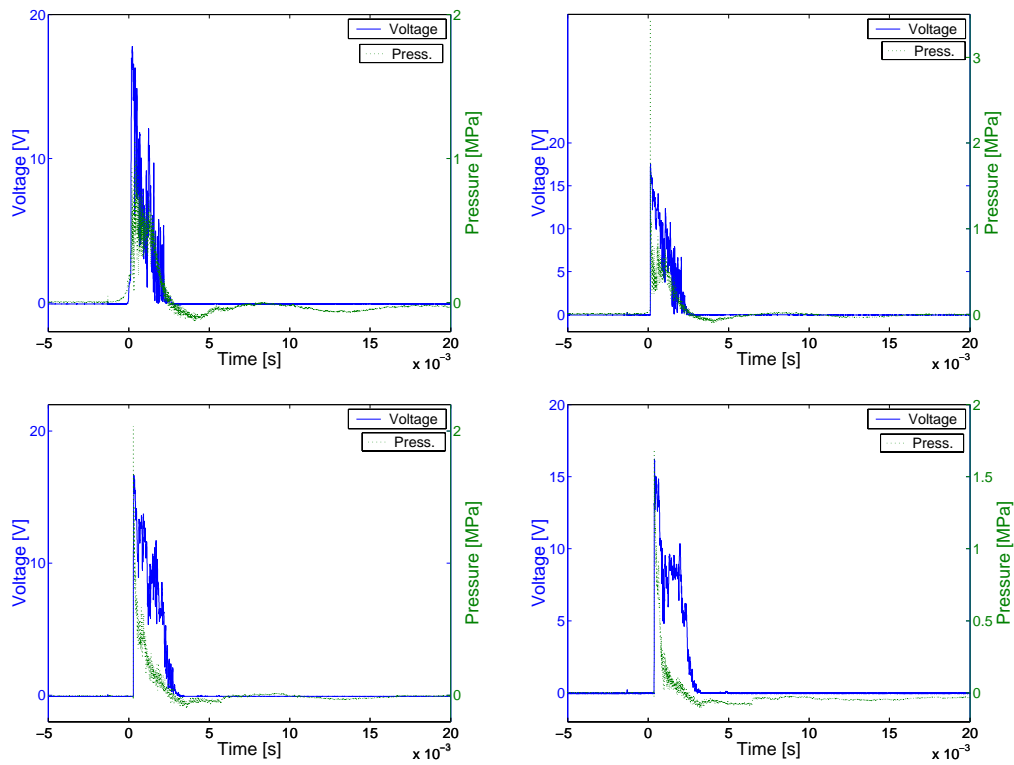 20
Voltage
Press.
2
10
1
0
0
Voltage [V]
Pressure [MPa]
−5 0 5 10 15 20
Time [s]
x 10−3
Voltage
Press.
3
20
15
2
10
1
5
0
0
Voltage [V]
Pressure [MPa]
−5 0 5 10 15 20
Time [s]
x 10−3
Voltage
Press.
20
2
10
0
0
Voltage [V]
Pressure [MPa]
−5 0 5 10 15 20
Time [s]
x 10−3
20
Voltage
Press.
2
15
1.5
10
1
5
0.5
0
0
Voltage [V]
Pressure [MPa]
−5 0 5 10 15 20
Time [s]
x 10−3